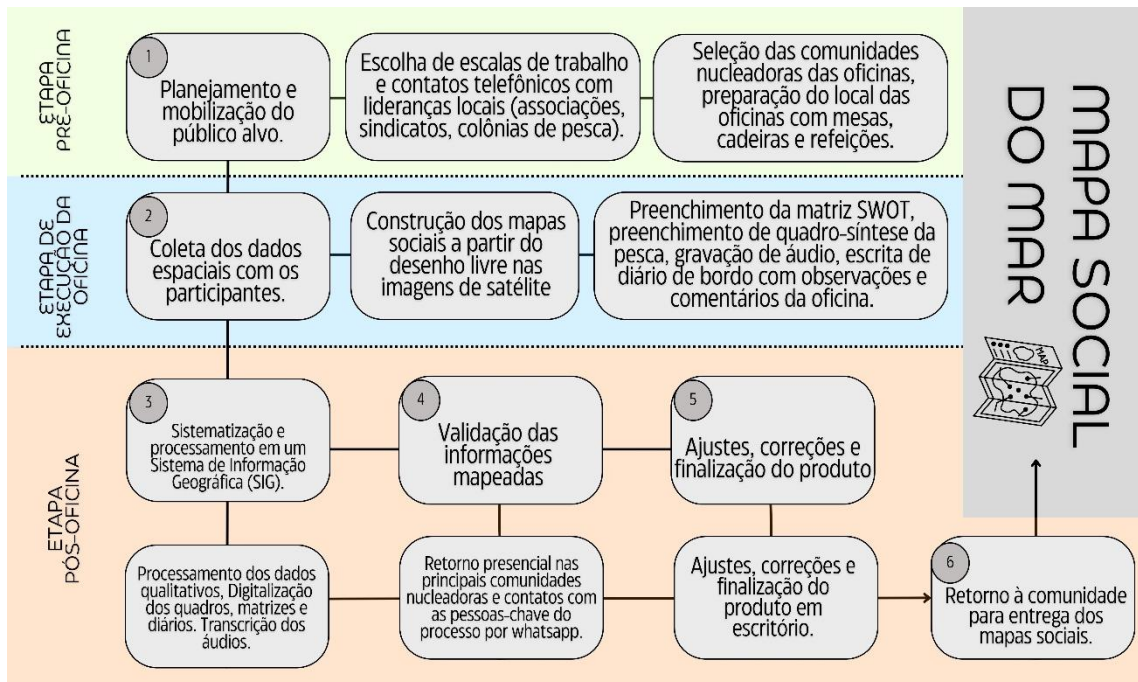 ETAPA
PRÉ-OFICINA
1
Planejamento e
mobilização do
público alvo.
Escolha de escalas de trabalho
e contatos telefônicos com
lideranças locais (associações,
sindicatos, colônias de pesca).
Seleção das comunidades
nucleadoras das oficinas,
preparação do local das
oficinas com mesas,
cadeiras e refeições.
MAPA SOCIAL
DO MAR
MAP
ETAPA DE
EXECUÇÃO DA
OFICINA
2
Coleta dos dados
espaciais com os
participantes.
Construção dos mapas
sociais a partir do
desenho livre nas
imagens de satélite
Preenchimento da matriz SWOT,
preenchimento de quadro-síntese da
pesca, gravação de áudio, escrita de
diário de bordo com observações e
comentários da oficina.
ETAPA
PÓS-OFICINA
3
Sistematização e
processamento em um
Sistema de Informação
Geográfica (SIG).
4
Validação das
informações
mapeadas
5
Ajustes, correções e
finalização do produto
Processamento dos dados
qualitativos, Digitalização
dos quadros, matrizes e
diários. Transcrição dos
áudios.
Retorno presencial nas
principais comunidades
nucleadoras e contatos com
as pessoas-chave do
processo por whatsapp.
Ajustes, correções e
finalização do
produto em
escritório.
6
Retorno à comunidade
para entrega dos
mapas sociais.